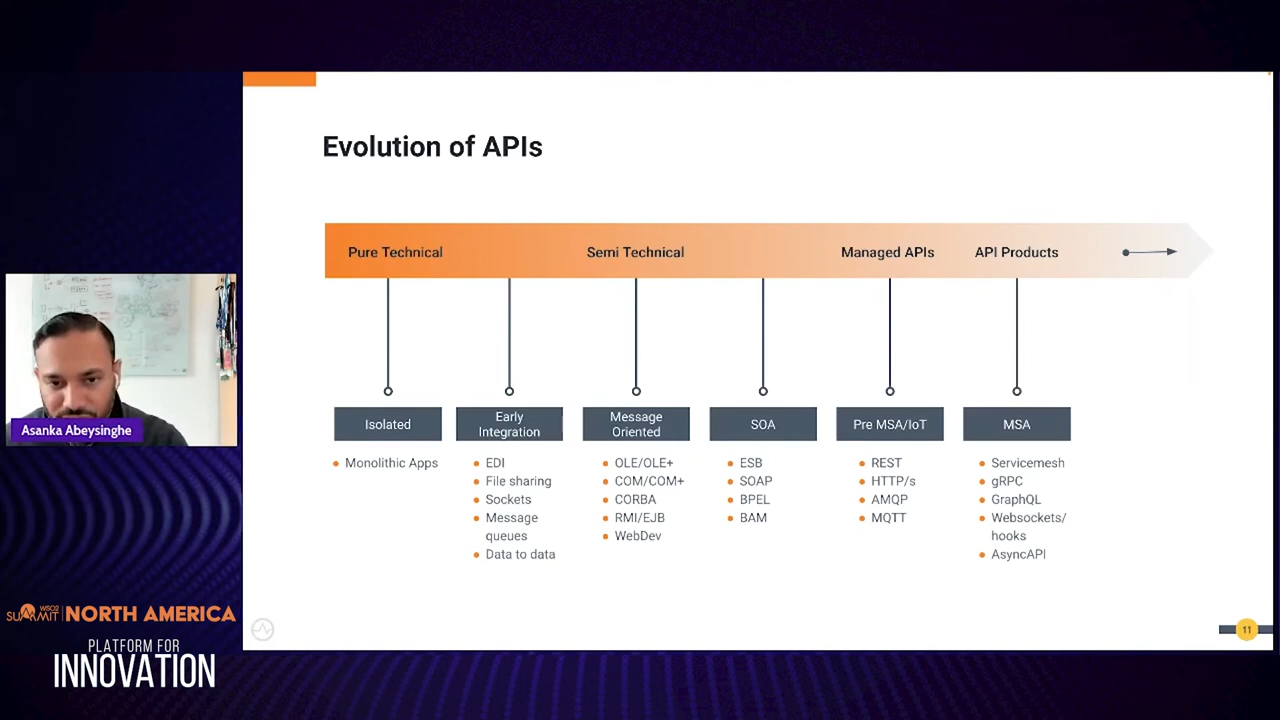 Evolution of APIs
Pure Technical
Semi Technical
Managed APIs
API Products
Isolated
Monolithic Apps
Early
Integration
EDI
File sharing
Sockets
Message
queues
Data to data
Message
Oriented
OLE/OLE+
COM/COM+
CORBA
RMI/EJB
WebDev
SOA
ESB
SOAP
BPEL
BAM
Pre MSA/IoT
REST
HTTP/s
AMQP
MQTT
MSA
Servicemesh
gRPC
GraphQL
Websockets/
hooks
AsyncAPI
11
Asanka Abeysinghe
WSO2
SUMMIT
NORTH AMERICA
PLATFORM FOR
INNOVATION